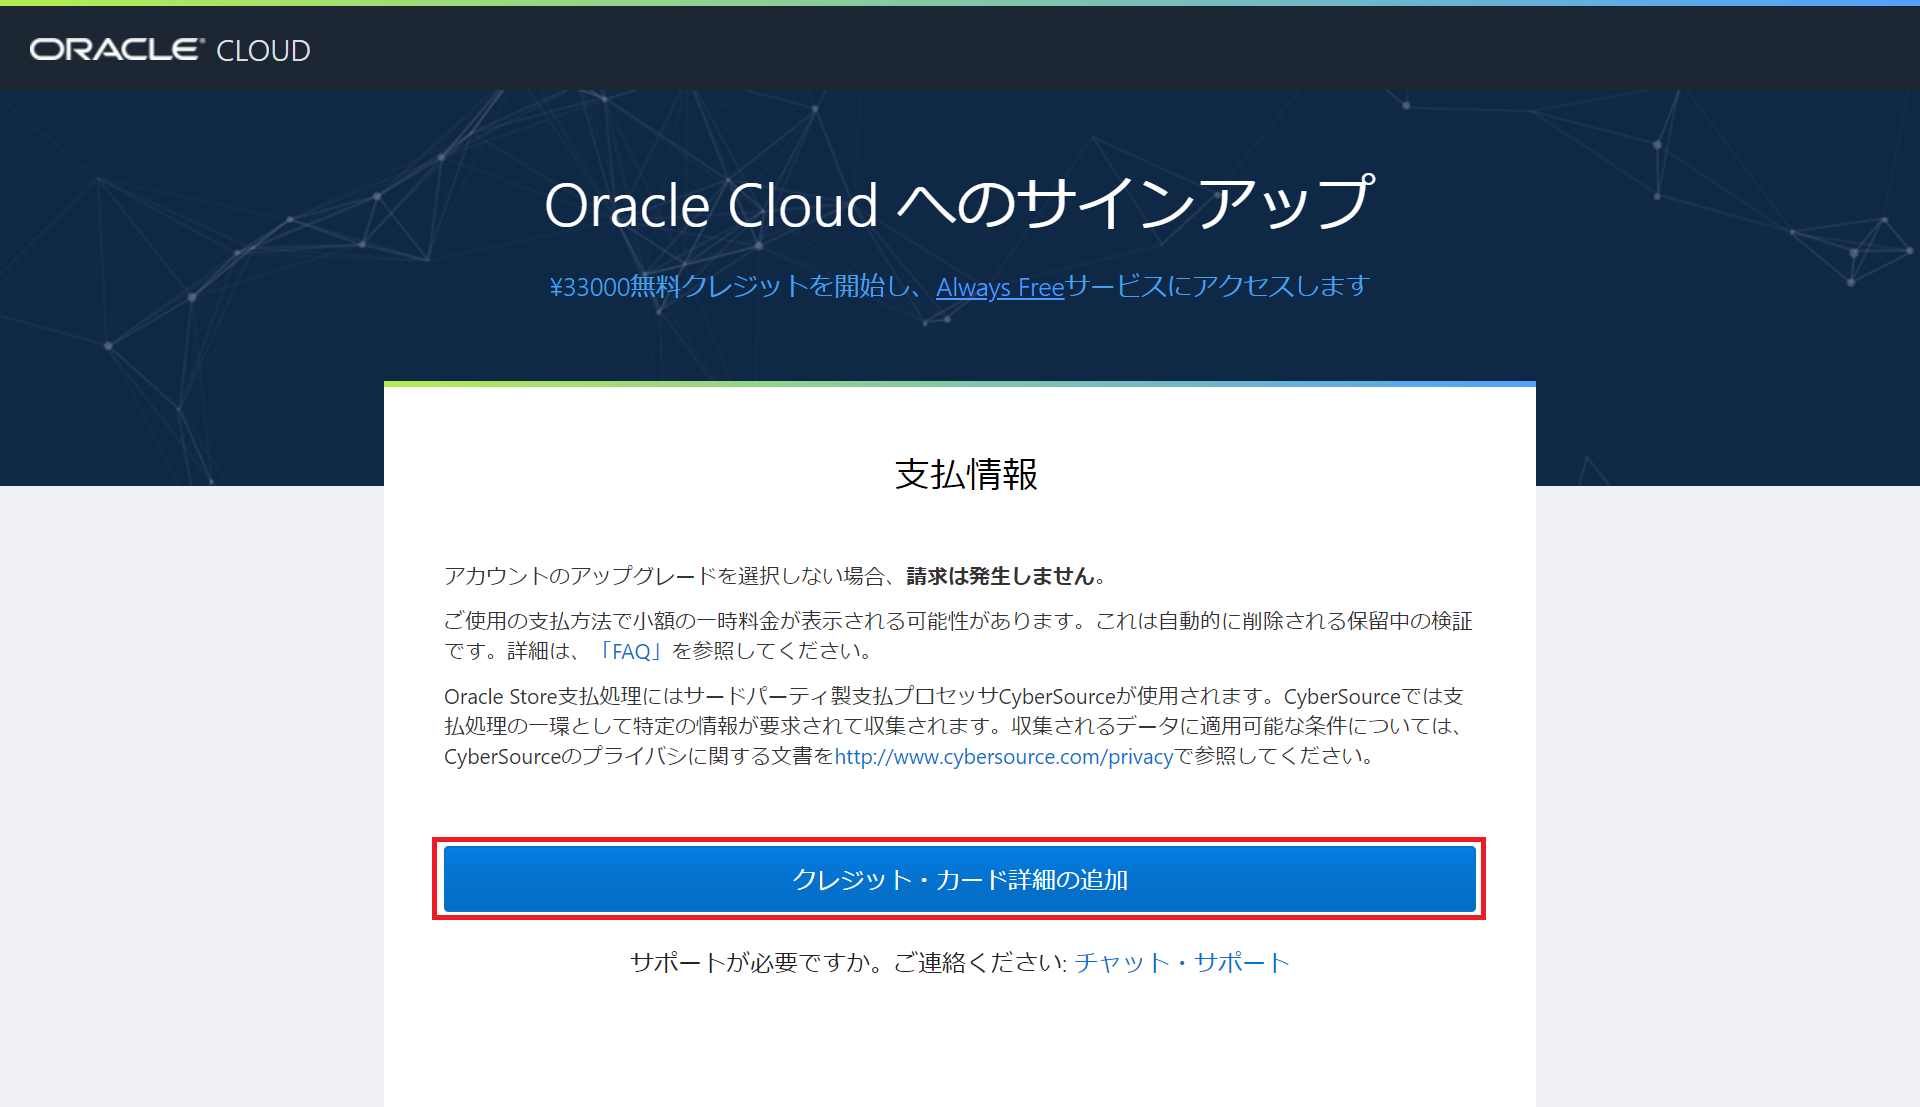 ORACLE® CLOUD
Oracle Cloud へのサインアップ
¥33000無料クレジットを開始し、Always Freeサービスにアクセスします
支払情報
アカウントのアップグレードを選択しない場合、請求は発生しません。
ご使用の支払方法で小額の一時料金が表示される可能性があります。これは自動的に削除される保留中の検証
です。詳細は、「FAQ」を参照してください。
Oracle Store支払処理にはサードパーティ製支払プロセッサCyberSourceが使用されます。CyberSourceでは支
払処理の一環として特定の情報が要求されて収集されます。収集されるデータに適用可能な条件については、
CyberSourceのプライバシに関する文書をhttp://www.cybersource.com/privacyで参照してください。
クレジット・カード詳細の追加
サポートが必要ですか。ご連絡ください: チャット・サポート